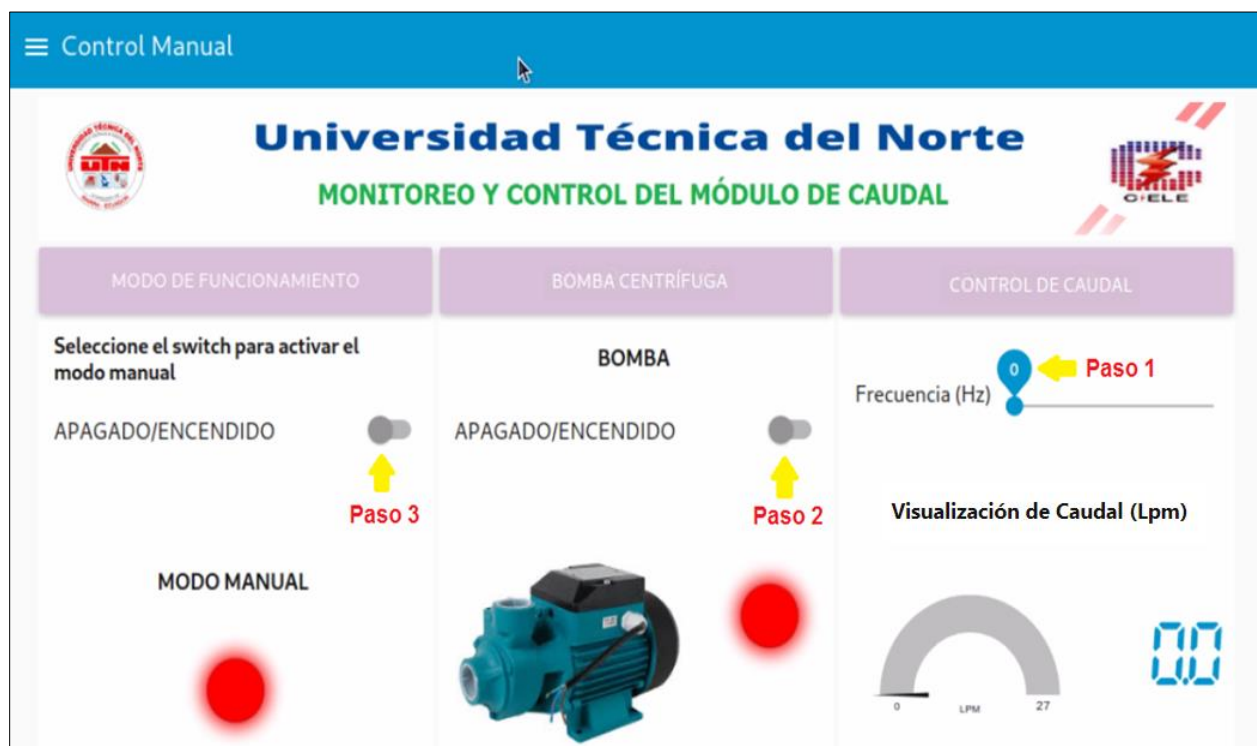 Control Manual
UTN
Universidad Técnica del Norte
MONITOREO Y CONTROL DEL MÓDULO DE CAUDAL
MODO DE FUNCIONAMIENTO
Seleccione el switch para activar el
modo manual
APAGADO/ENCENDIDO
Paso 3
MODO MANUAL
BOMBA CENTRÍFUGA
BOMBA
APAGADO/ENCENDIDO
Paso 2
CONTROL DE CAUDAL
0
Paso 1
Frecuencia (Hz)
Visualización de Caudal (Lpm)
0.0
0
LPM
27